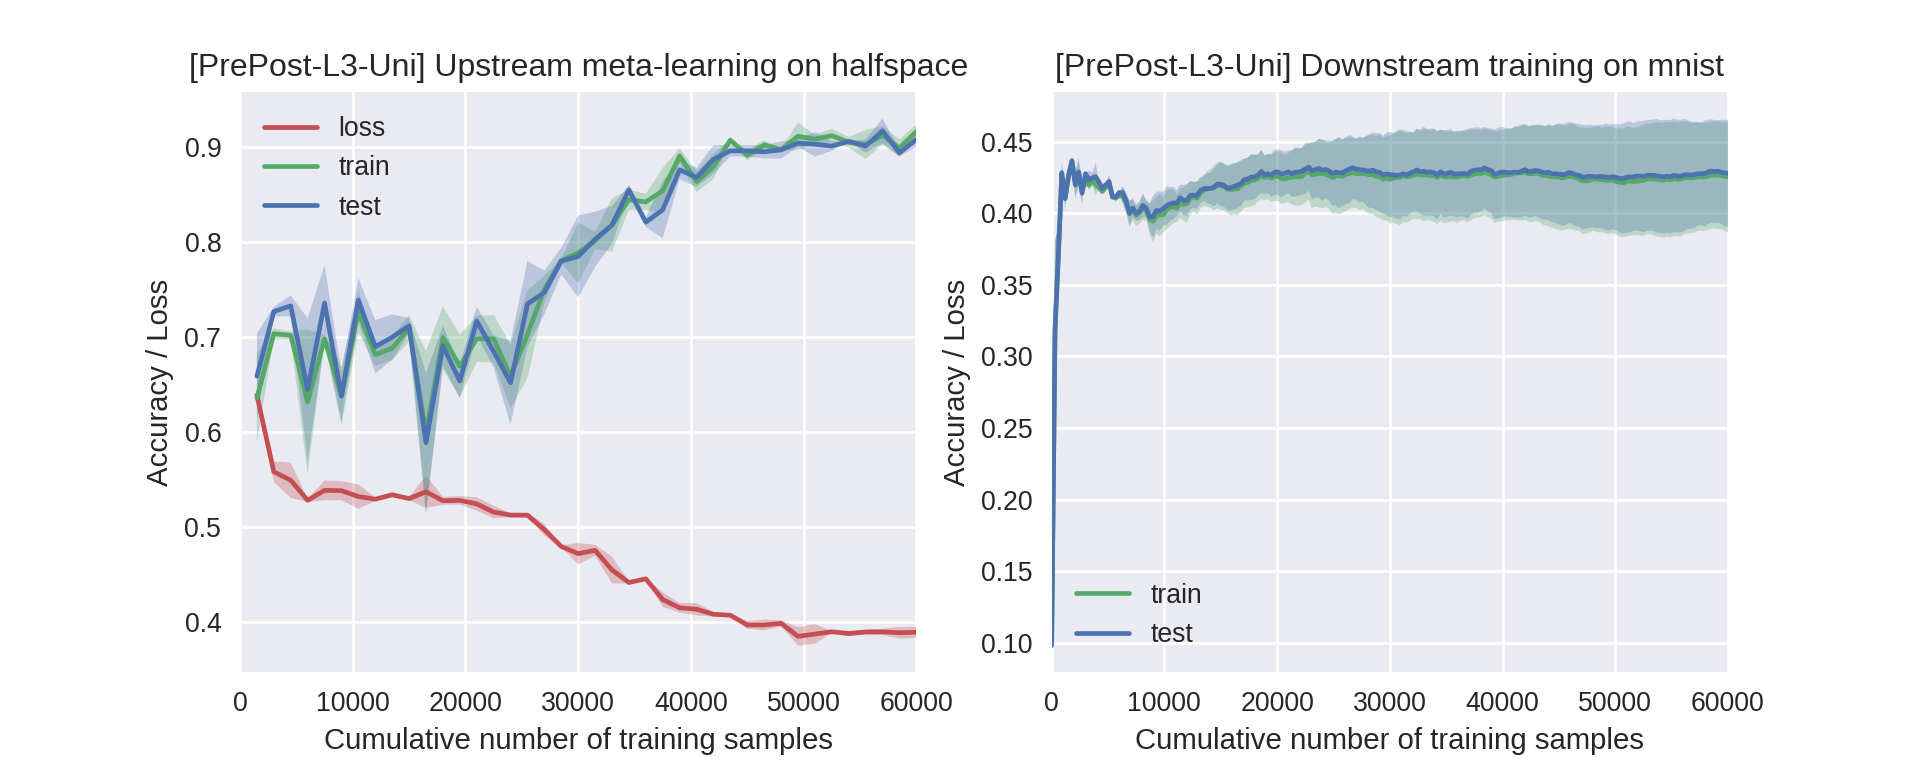 [PrePost-L3-Uni] Upstream meta-learning on halfspace
loss
train
test
0.9
0.8
0.7
0.6
0.5
0.4
Accuracy / Loss
0 10000 20000 30000 40000 50000 60000
Cumulative number of training samples
[PrePost-L3-Uni] Downstream training on mnist
0.45
0.40
0.35
0.30
0.25
0.20
0.15
0.10
Accuracy / Loss
train
test
0 10000 20000 30000 40000 50000 60000
Cumulative number of training samples